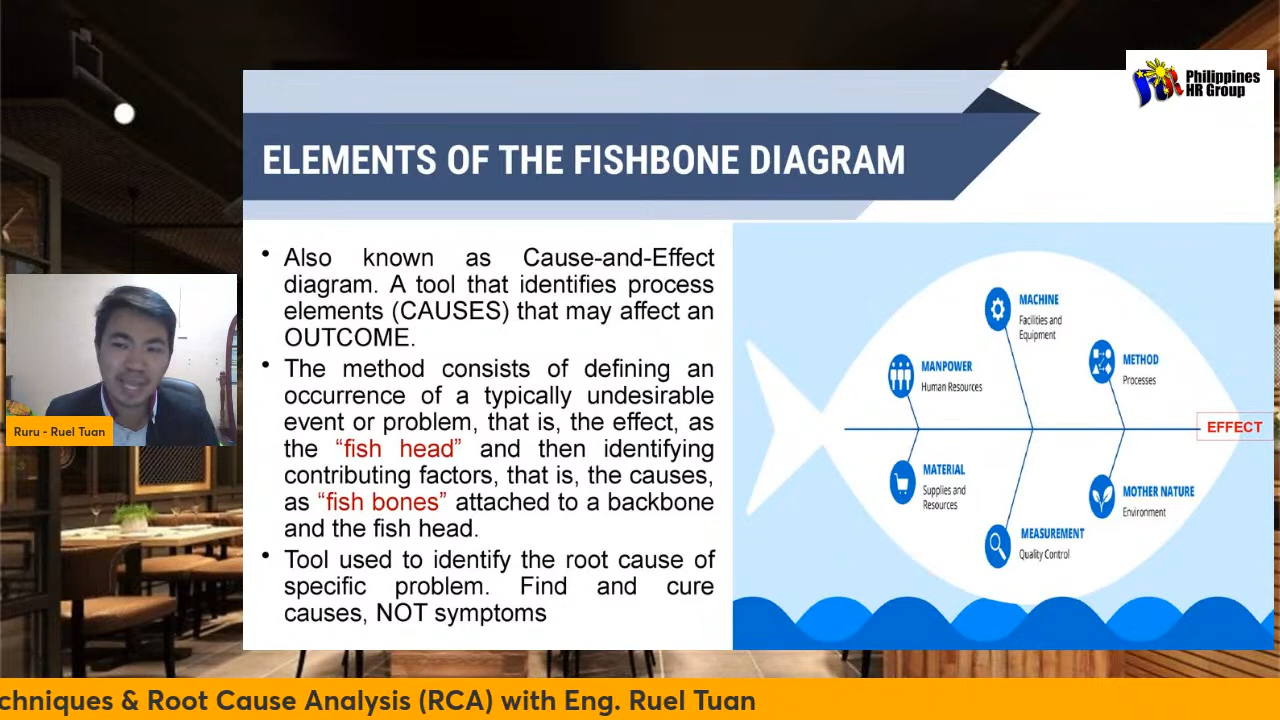 Philippines
HR Group
ELEMENTS OF THE FISHBONE DIAGRAM
• Also known as Cause-and-Effect
diagram. A tool that identifies process
elements (CAUSES) that may affect an
OUTCOME.
• The method consists of defining an
occurrence of a typically undesirable
event or problem, that is, the effect, as
the “fish head” and then identifying
contributing factors, that is, the causes,
as “fish bones” attached to a backbone
and the fish head.
• Tool used to identify the root cause of
specific problem. Find and cure
causes, NOT symptoms
MACHINE
Facilities and
Equipment
MANPOWER
Human Resources
METHOD
Processes
EFFECT
MATERIAL
Supplies and
Resources
MOTHER NATURE
Environment
MEASUREMENT
Quality Control
Ruru - Ruel Tuan
chniques & Root Cause Analysis (RCA) with Eng. Ruel Tuan